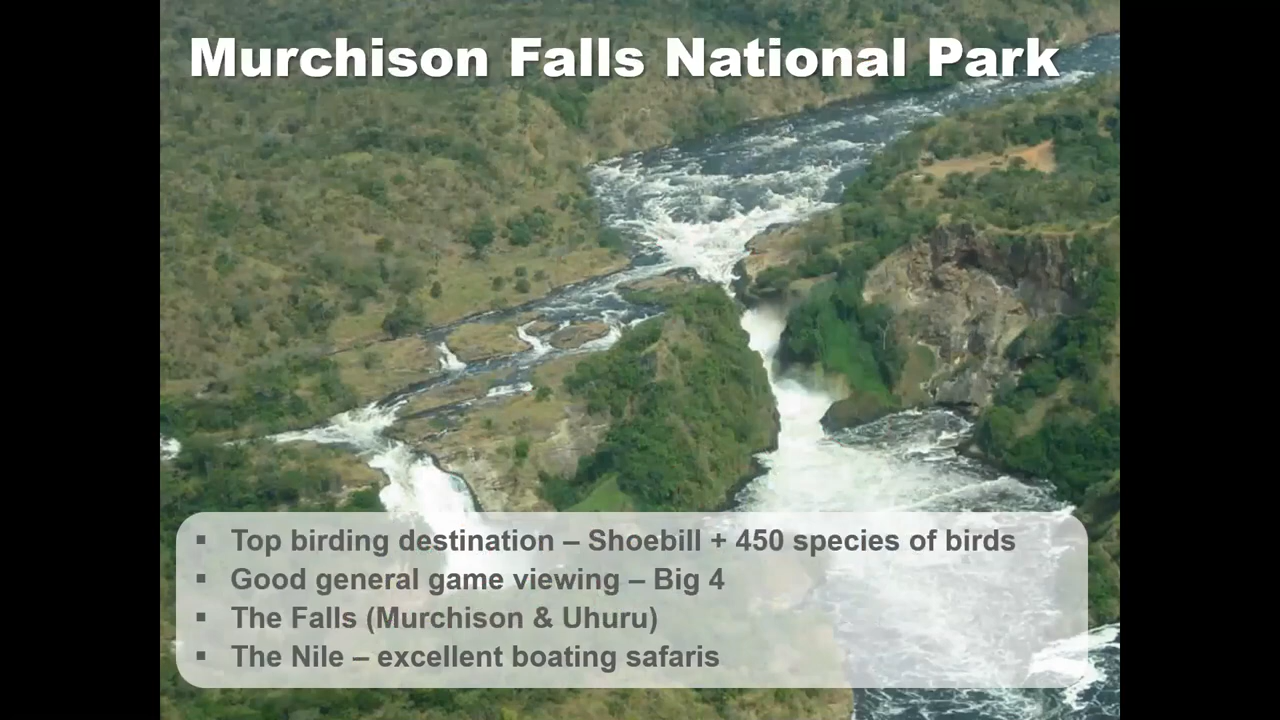 Murchison Falls National Park
▪ Top birding destination – Shoebill + 450 species of birds
▪ Good general game viewing – Big 4
▪ The Falls (Murchison & Uhuru)
▪ The Nile – excellent boating safaris